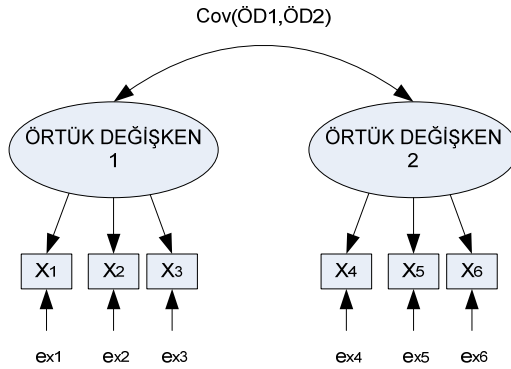 Cov(ÖD1,ÖD2)
ÖRTÜK DEĞİŞKEN
1
ÖRTÜK DEĞİŞKEN
2
X1 X2 X3 X4 X5 X6
ex1 ex2 ex3 ex4 ex5 ex6